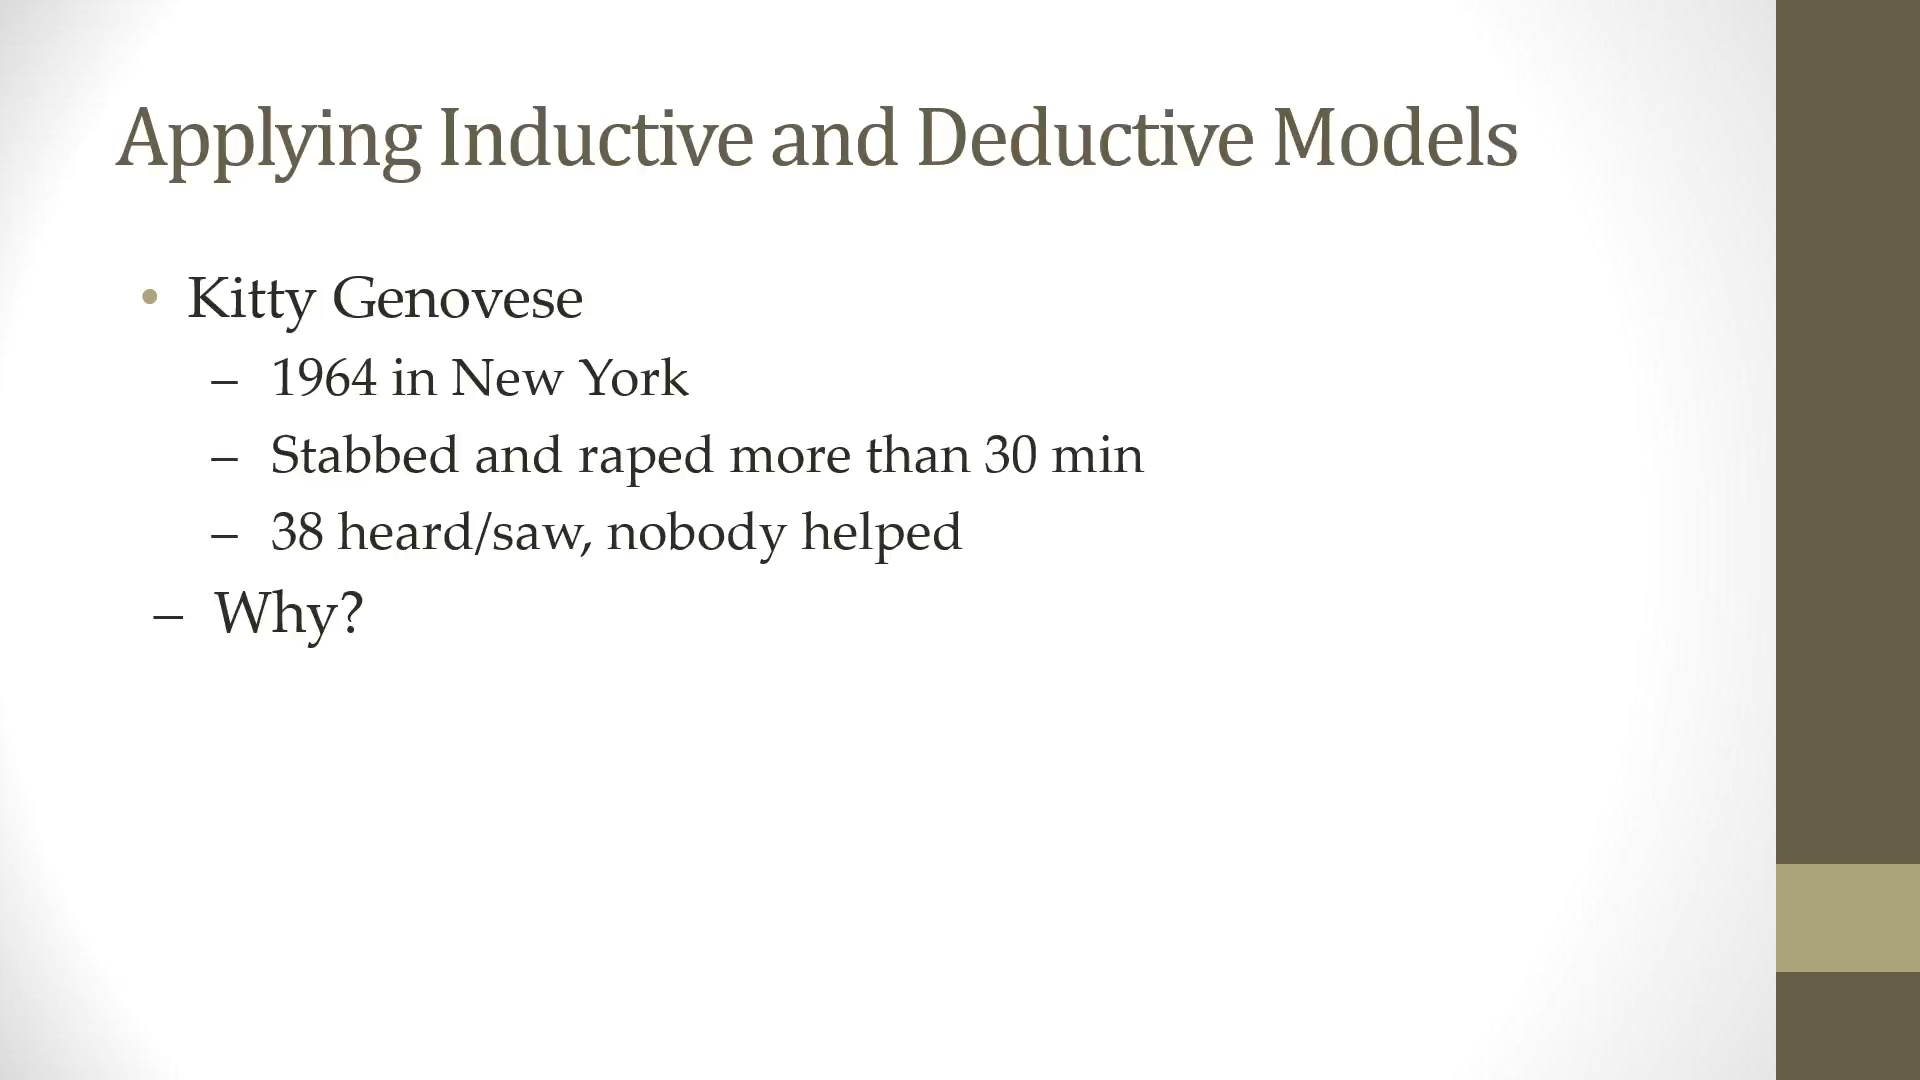 Applying Inductive and Deductive Models
• Kitty Genovese
– 1964 in New York
– Stabbed and raped more than 30 min
– 38 heard/saw, nobody helped
– Why?